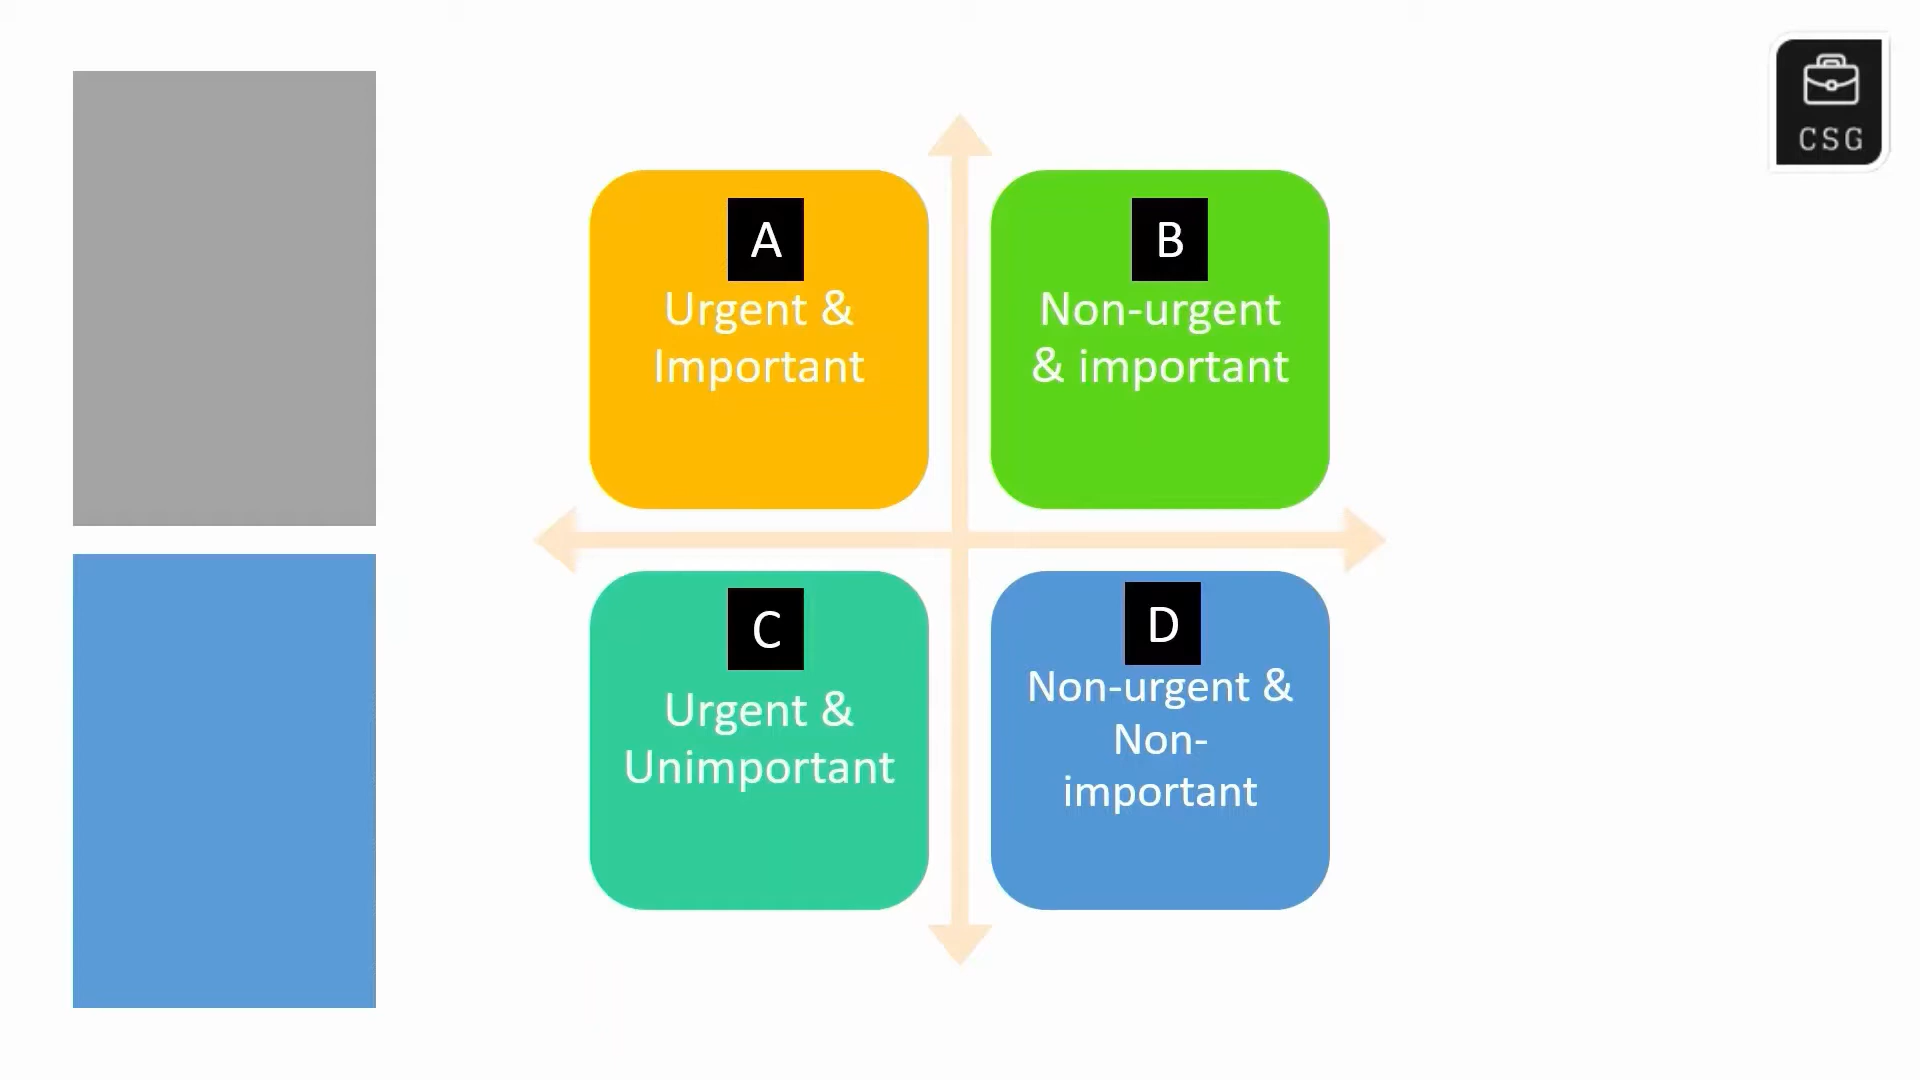 CSG
A
Urgent &
Important
B
Non-urgent
& important
C
Urgent &
Unimportant
D
Non-urgent &
Non-
important